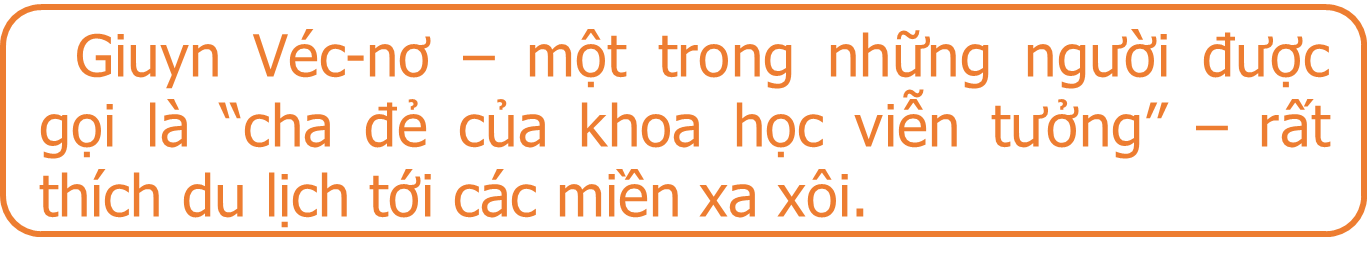 Giuyn Véc-nơ – một trong những người được
gọi là “cha đẻ của khoa học viễn tưởng” – rất
thích du lịch tới các miền xa xôi.